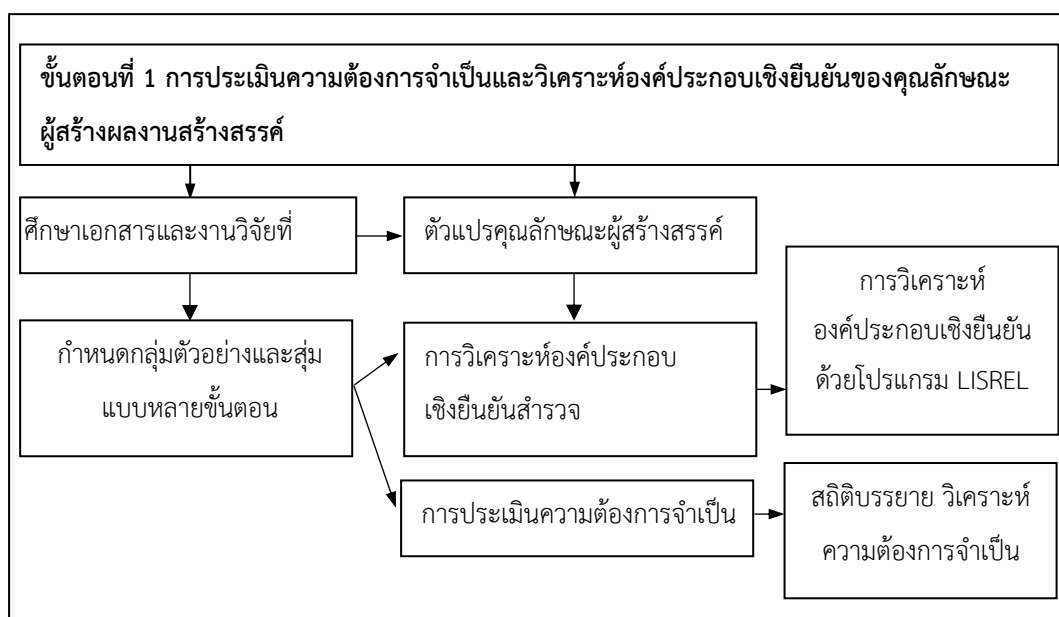 ขั้นตอนที่ 1 การประเมินความต้องการจำเป็นและวิเคราะห์องค์ประกอบเชิงยืนยันของคุณลักษณะ
ผู้สร้างผลงานสร้างสรรค์
ศึกษาเอกสารและงานวิจัยที่
ตัวแปรคุณลักษณะผู้สร้างสรรค์
กำหนดกลุ่มตัวอย่างและสุ่ม
แบบหลายขั้นตอน
การวิเคราะห์องค์ประกอบ
เชิงยืนยันสำรวจ
การวิเคราะห์
องค์ประกอบเชิงยืนยัน
ด้วยโปรแกรม LISREL
การประเมินความต้องการจำเป็น
สถิติบรรยาย วิเคราะห์
ความต้องการจำเป็น